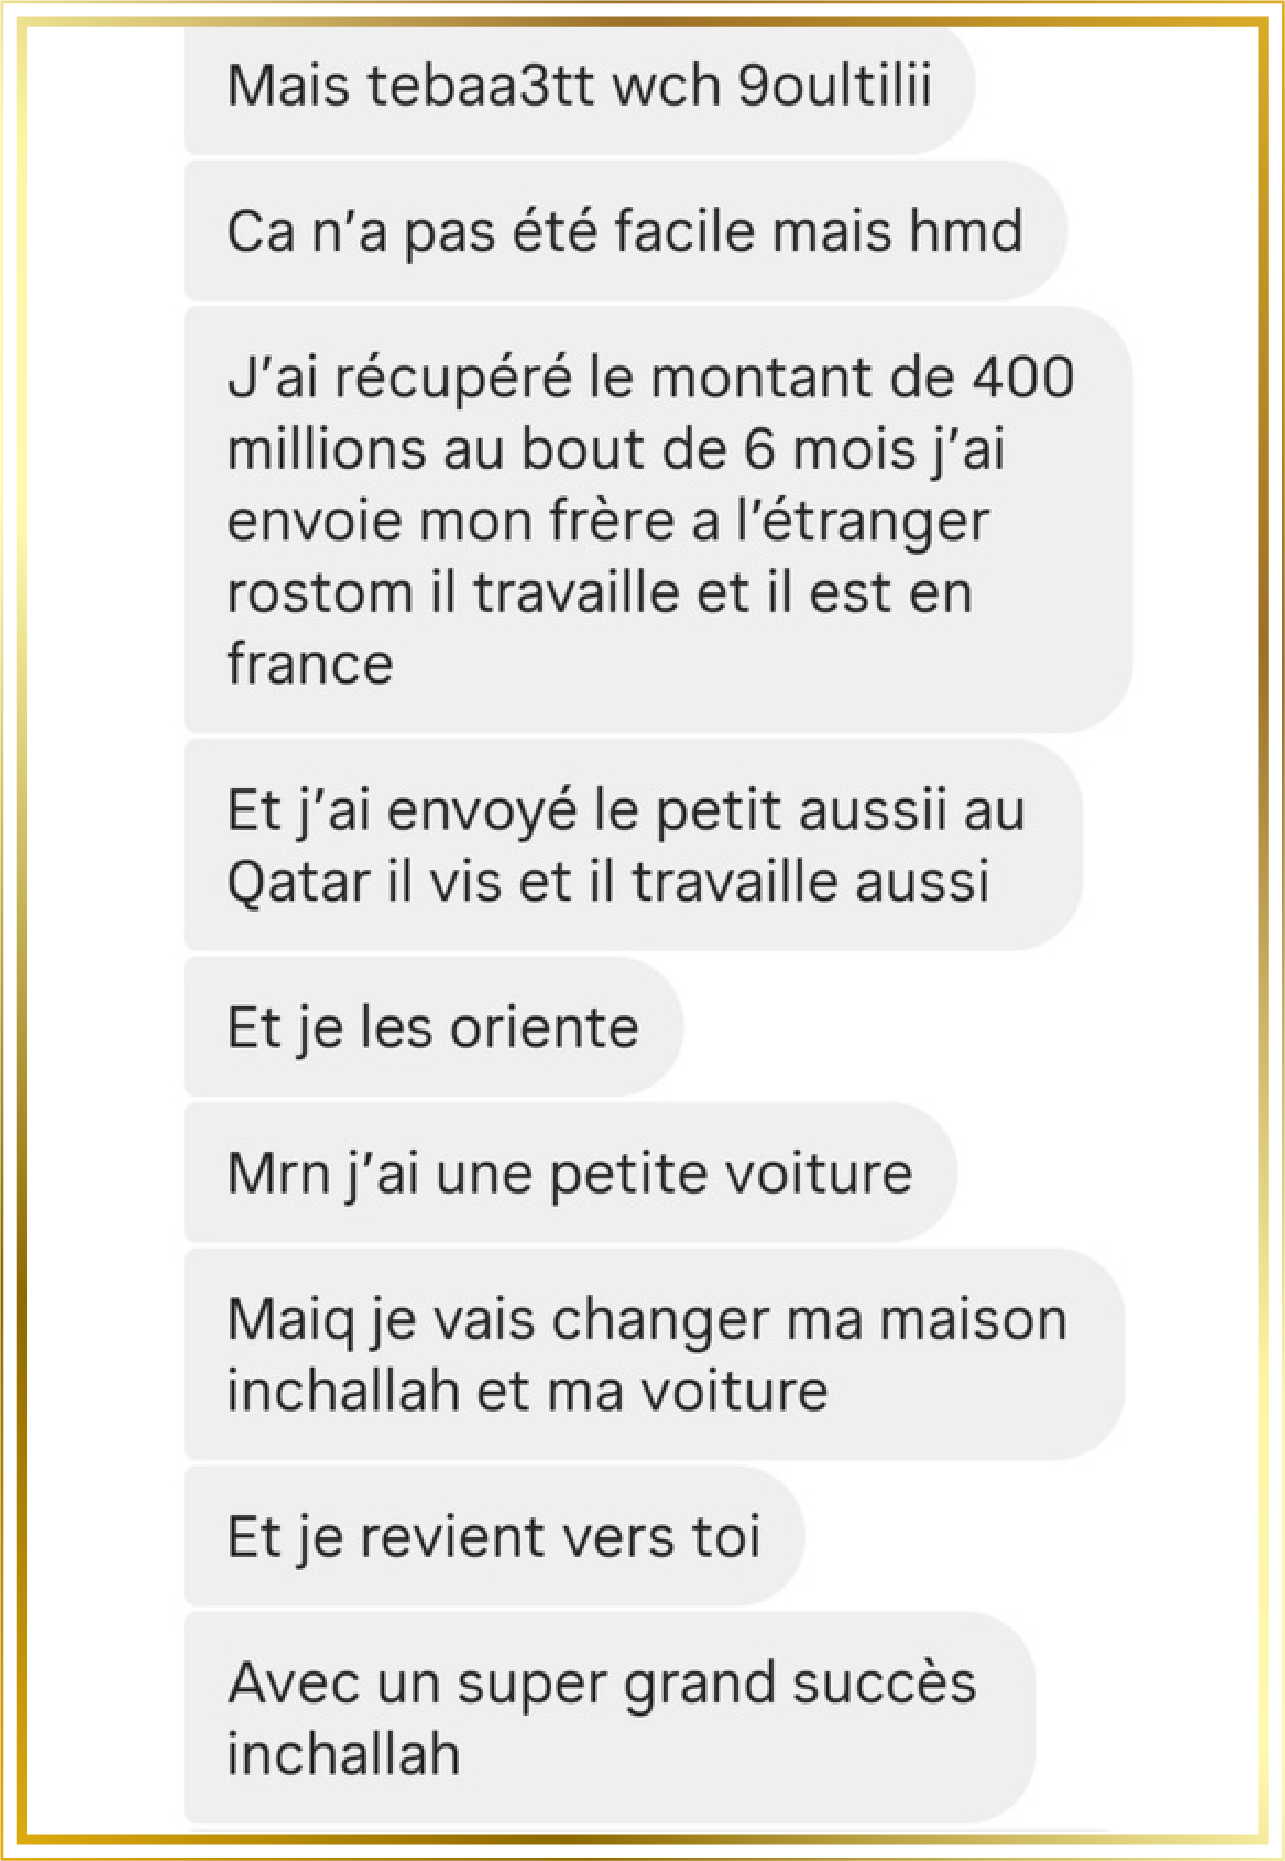 Mais tebaa3tt wch 9oultilii
Ca n’a pas été facile mais hmd
J’ai récupéré le montant de 400
millions au bout de 6 mois j’ai
envoie mon frère a l’étranger
rostom il travaille et il est en
france
Et j’ai envoyé le petit aussii au
Qatar il vis et il travaille aussi
Et je les oriente
Mrn j’ai une petite voiture
Maiq je vais changer ma maison
inchallah et ma voiture
Et je revient vers toi
Avec un super grand succès
inchallah